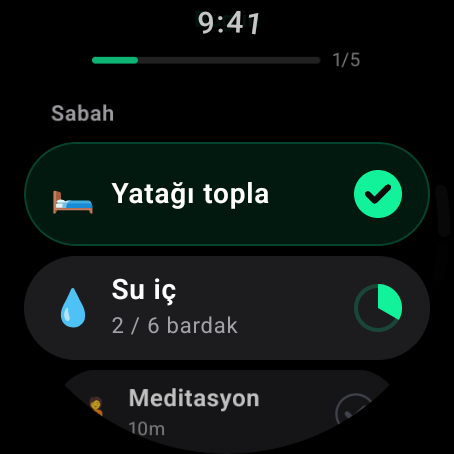 9:41
1/5
Sabah
Yatağı topla
Su iç
2 / 6 bardak
Meditasyon
10m